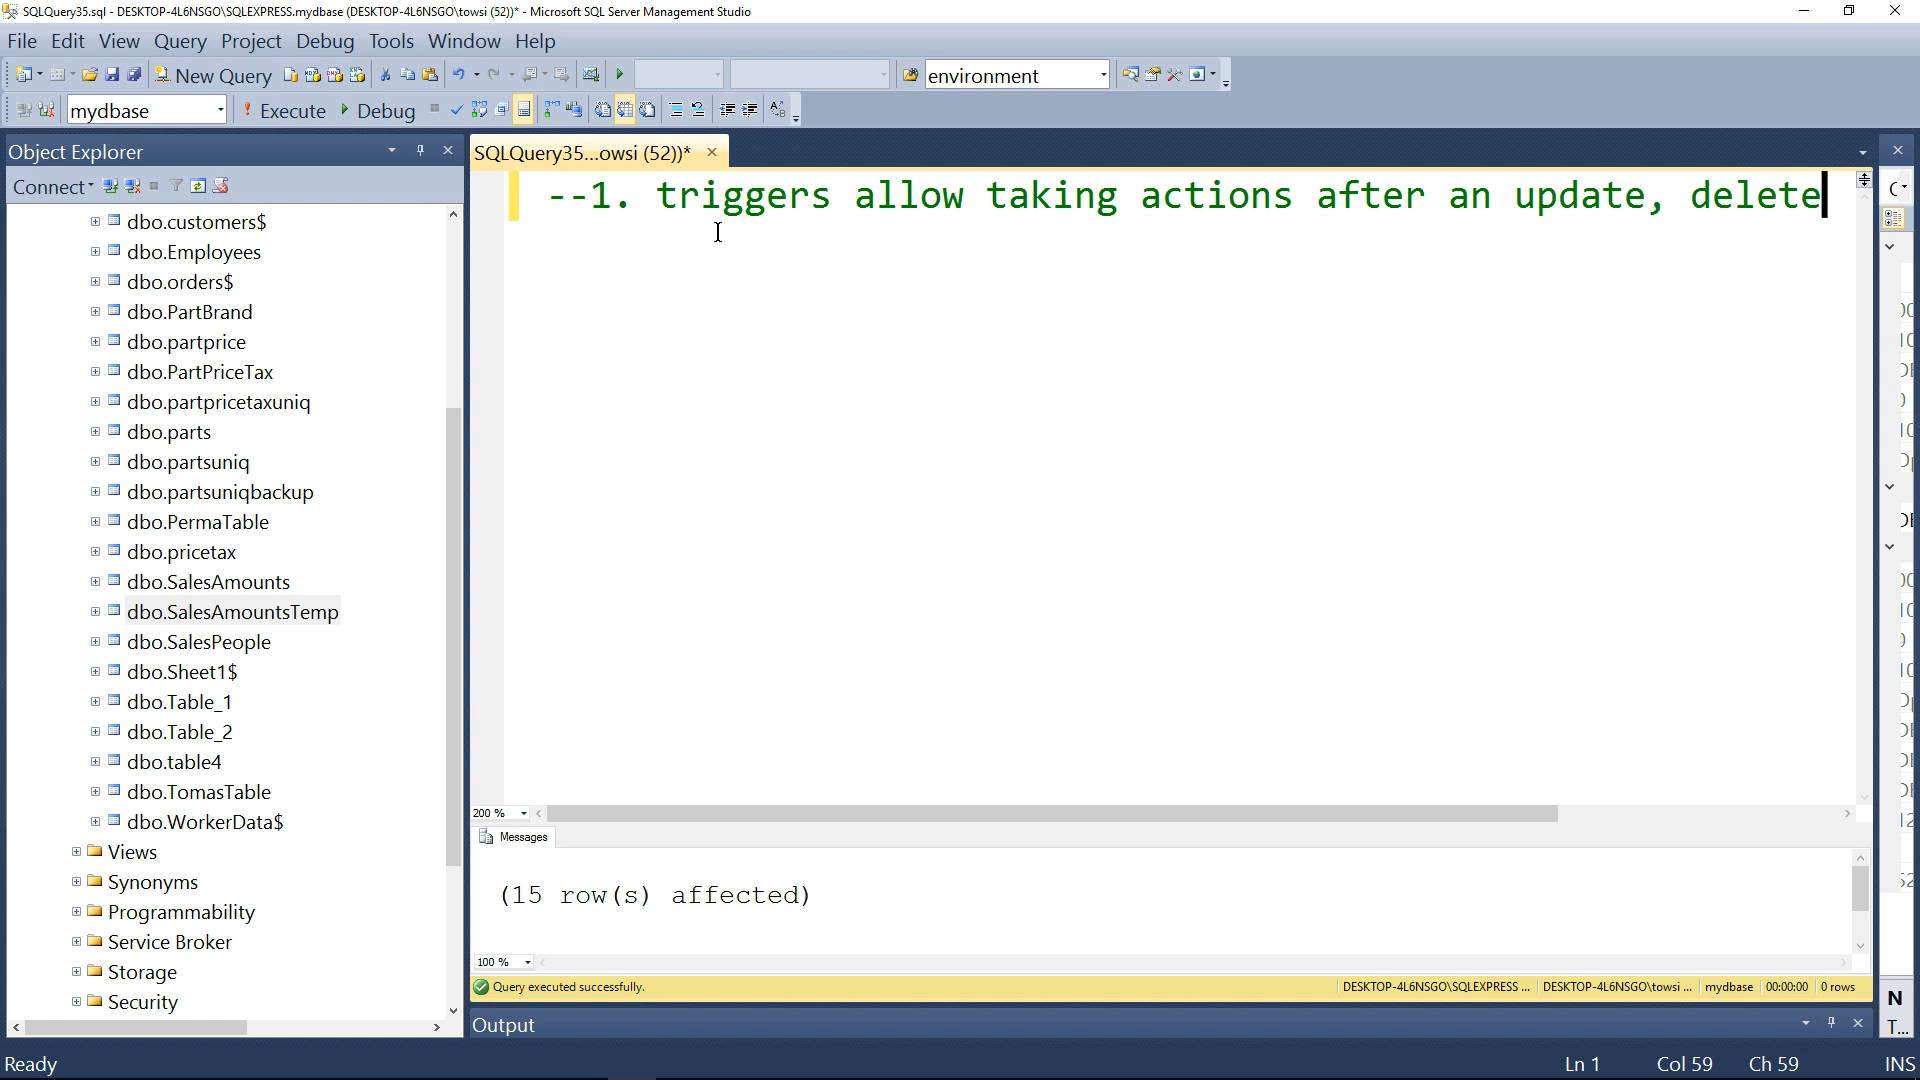 SQLQuery35.sql - DESKTOP-4L6NSGO\SQLEXPRESS.mydbase (DESKTOP-4L6NSGO\towsi (52))* - Microsoft SQL Server Management Studio
File Edit View Query Project Debug Tools Window Help
New Query environment
mydbase Execute Debug
Object Explorer
SQLQuery35...owsi (52))*
Connect
--1. triggers allow taking actions after an update, delete
dbo.customers$
dbo.Employees
dbo.orders$
dbo.PartBrand
dbo.partprice
dbo.PartPriceTax
dbo.partpricetaxuniq
dbo.parts
dbo.partsuniq
dbo.partsuniqbackup
dbo.PermaTable
dbo.pricetax
dbo.SalesAmounts
dbo.SalesAmountsTemp
dbo.SalesPeople
dbo.Sheet1$
dbo.Table_1
dbo.Table_2
dbo.table4
dbo.TomasTable
dbo.WorkerData$
Views
Synonyms
Programmability
Service Broker
Storage
Security
200 %
Messages
(15 row(s) affected)
100 %
Query executed successfully. DESKTOP-4L6NSGO\SQLEXPRESS ... DESKTOP-4L6NSGO\towsi ... mydbase 00:00:00 0 rows
Output
N
T...
Ready Ln 1 Col 59 Ch 59 INS